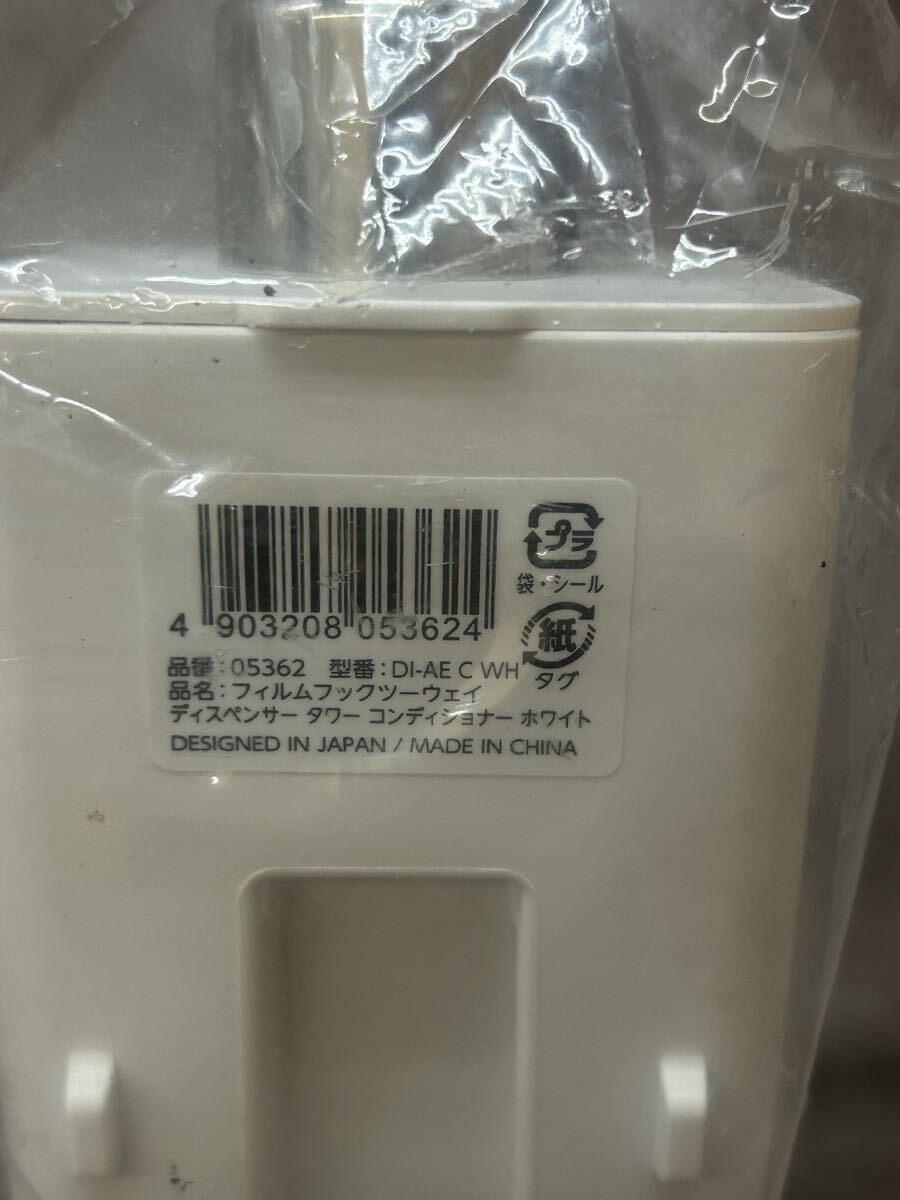 プラ
袋・シール
4 903208 053624
紙
タグ
品番：05362 型番：DI-AE C WH
品名：フィルムフックツーウェイ
ディスペンサー タワー コンディショナー ホワイト
DESIGNED IN JAPAN / MADE IN CHINA